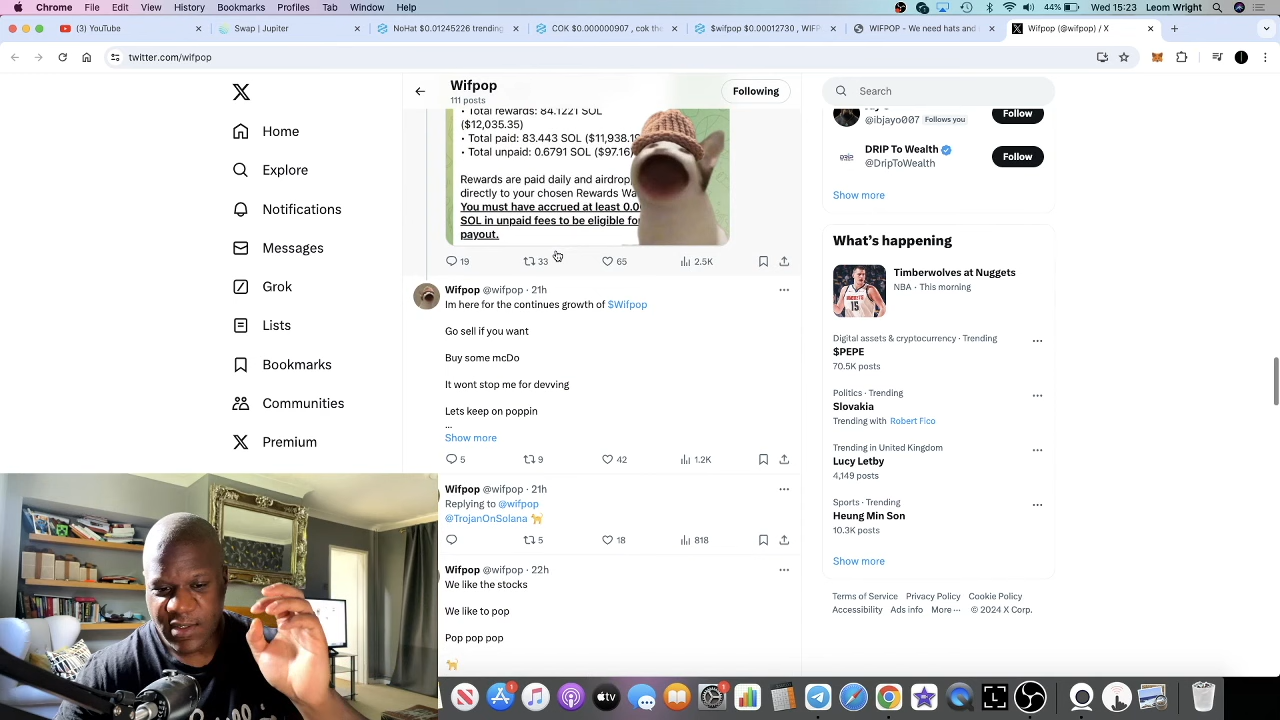 Chrome File Edit View History Bookmarks Profiles Tab Window Help
44% Wed 15:23 Leom Wright
(3) YouTube
Swap | Jupiter
NoHat $0.01245226 trending
COK $0.000000907 , cok the
$wifpop $0.00012730 , WIFP
WIFPOP - We need hats and
Wifpop (@wifpop) / X
twitter.com/wifpop
Home
Explore
Notifications
Messages
Grok
Lists
Bookmarks
Communities
Premium
Wifpop
111 posts
Following
• Total rewards: 84.1221 SOL
($12,035.35)
• Total paid: 83.443 SOL ($11,938.19
• Total unpaid: 0.6791 SOL ($97.16)
Rewards are paid daily and airdrop
directly to your chosen Rewards Wa
You must have accrued at least 0.0
SOL in unpaid fees to be eligible for
payout.
19 33 65 2.5K
Wifpop @wifpop · 21h
Im here for the continues growth of $Wifpop
Go sell if you want
Buy some mcDo
It wont stop me for devving
Lets keep on poppin
...
Show more
5 9 42 1.2K
Wifpop @wifpop · 21h
Replying to @wifpop
@TrojanOnSolana
5 18 818
Wifpop @wifpop · 22h
We like the stocks
We like to pop
Pop pop pop
Search
@ibjayo007 Follows you
Follow
DRIP To Wealth
@DripToWealth
Follow
Show more
What's happening
Timberwolves at Nuggets
NBA · This morning
Digital assets & cryptocurrency · Trending
$PEPE
70.5K posts
Politics · Trending
Slovakia
Trending with Robert Fico
Trending in United Kingdom
Lucy Letby
4,149 posts
Sports · Trending
Heung Min Son
10.3K posts
Show more
Terms of Service Privacy Policy Cookie Policy
Accessibility Ads info More ··· © 2024 X Corp.